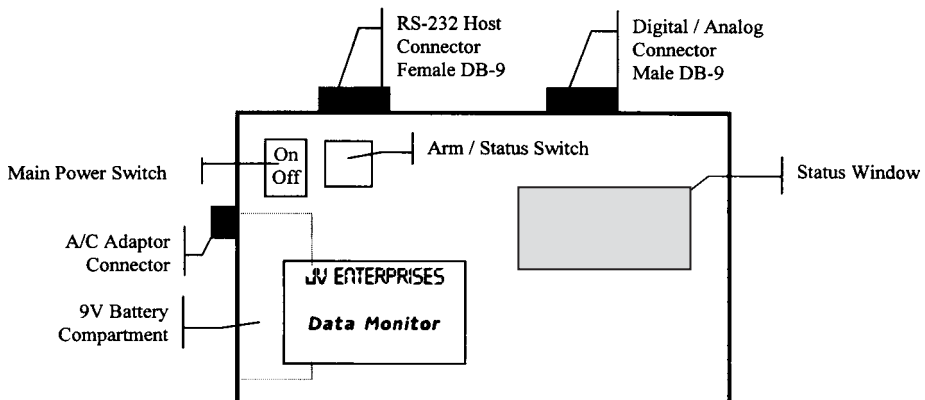 RS-232 Host
Connector
Female DB-9
Digital / Analog
Connector
Male DB-9
On
Off
Arm / Status Switch
Main Power Switch
Status Window
A/C Adaptor
Connector
9V Battery
Compartment
JV ENTERPRISES
Data Monitor